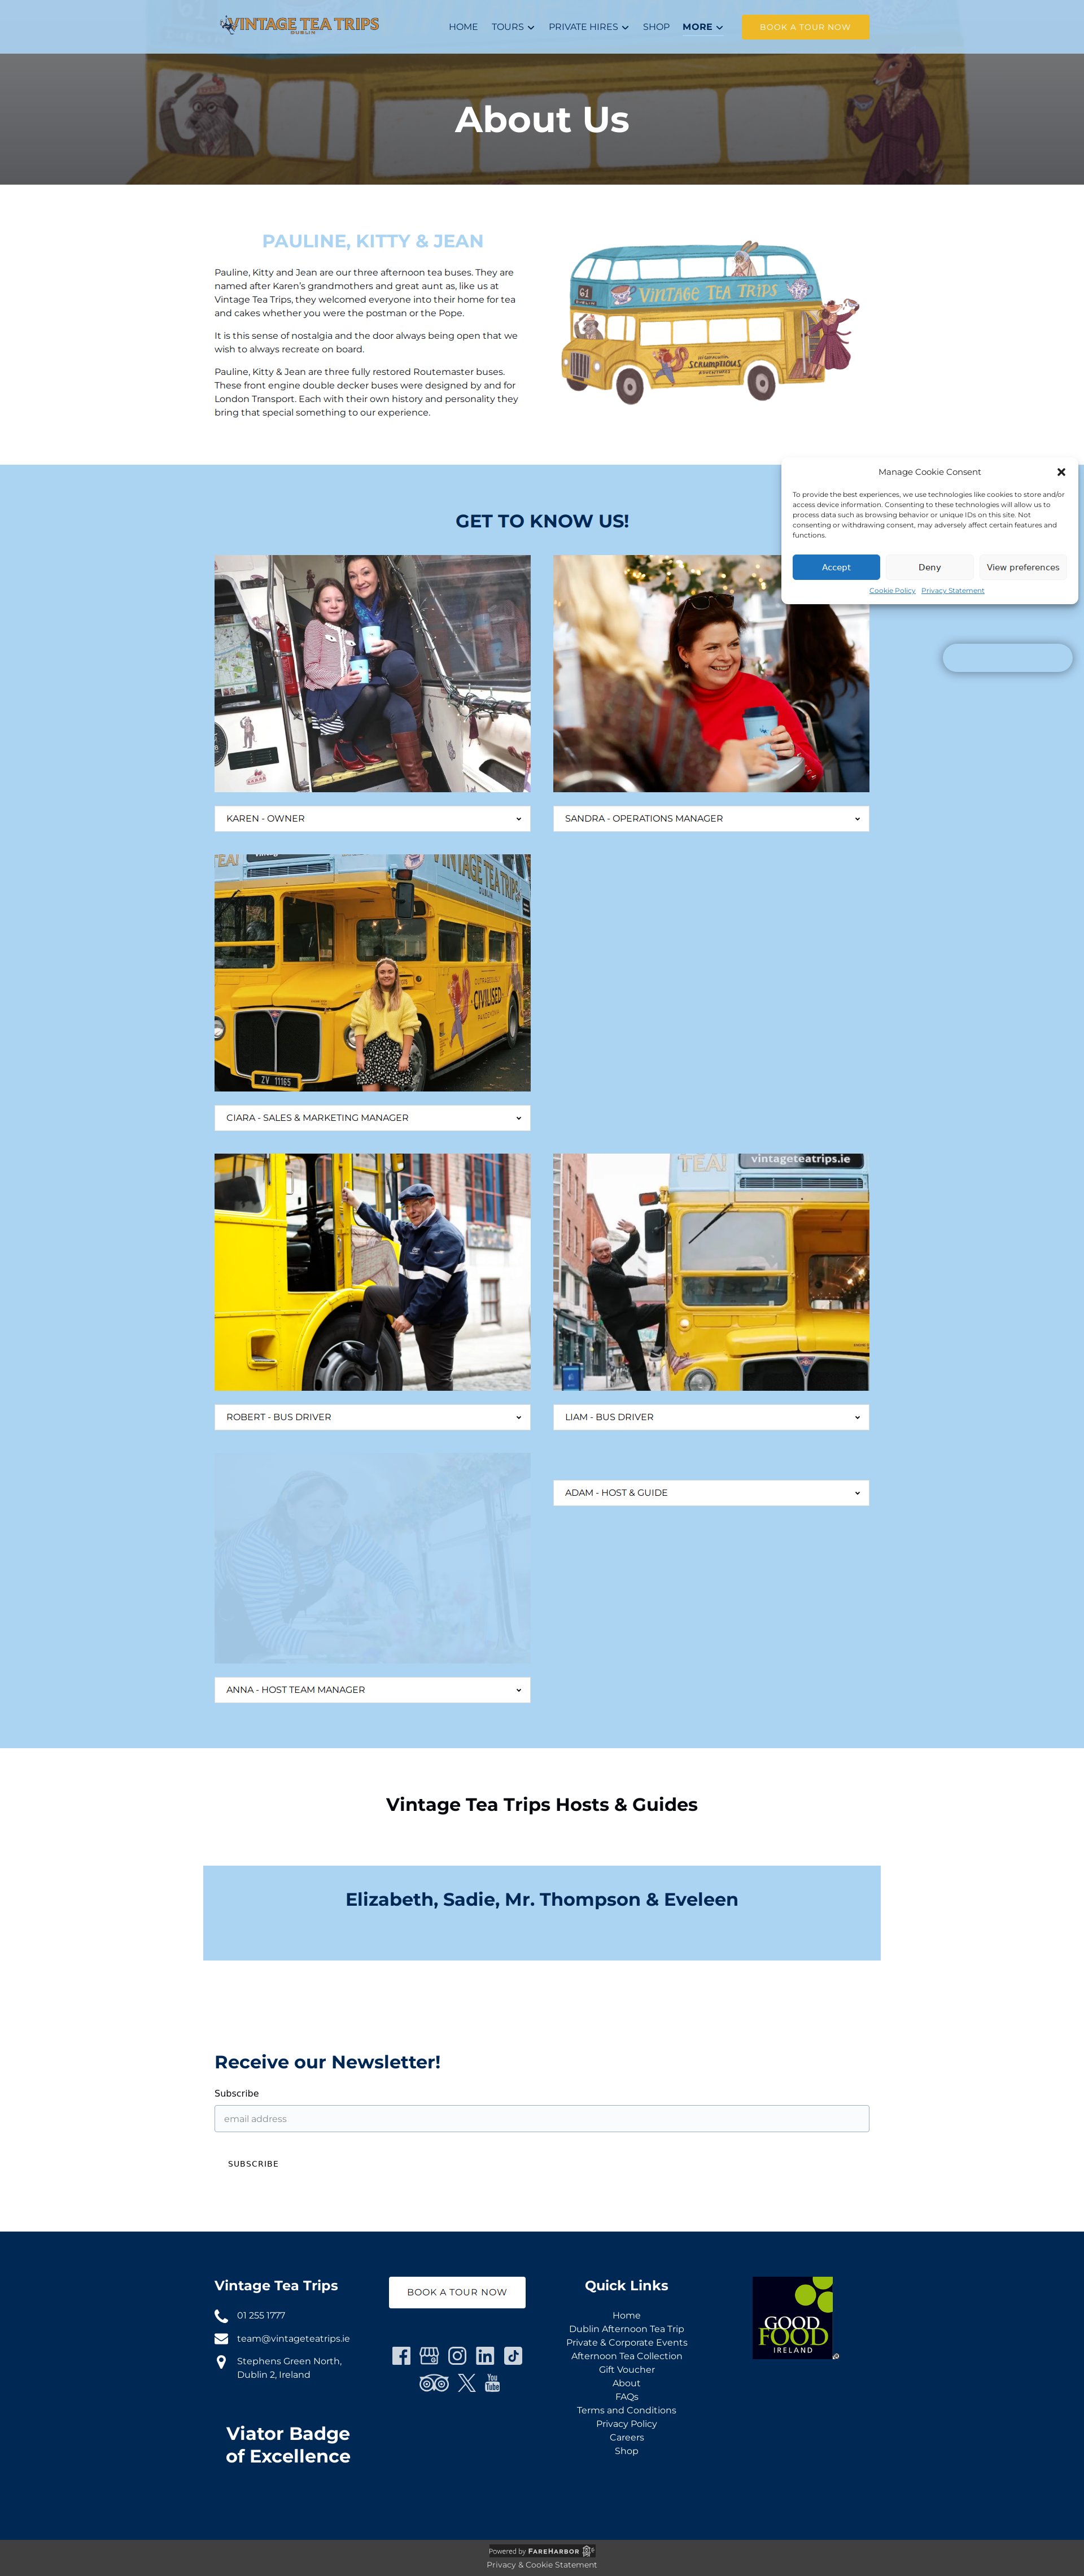 VINTAGE TEA TRIPS
DUBLIN
HOME
TOURS
PRIVATE HIRES
SHOP
MORE
BOOK A TOUR NOW
About Us
PAULINE, KITTY & JEAN
Pauline, Kitty and Jean are our three afternoon tea buses. They are
named after Karen’s grandmothers and great aunt as, like us at
Vintage Tea Trips, they welcomed everyone into their home for tea
and cakes whether you were the postman or the Pope.
It is this sense of nostalgia and the door always being open that we
wish to always recreate on board.
Pauline, Kitty & Jean are three fully restored Routemaster buses.
These front engine double decker buses were designed by and for
London Transport. Each with their own history and personality they
bring that special something to our experience.
61
VINTAGE TEA TRIPS
61
SCRUMPTIOUS
Manage Cookie Consent
To provide the best experiences, we use technologies like cookies to store and/or
access device information. Consenting to these technologies will allow us to
process data such as browsing behavior or unique IDs on this site. Not
consenting or withdrawing consent, may adversely affect certain features and
functions.
Accept
Deny
View preferences
Cookie Policy
Privacy Statement
GET TO KNOW US!
KAREN - OWNER
SANDRA - OPERATIONS MANAGER
TEA!
VINTAGE TEA TRIPS
DUBLIN
CIVILISED
ZV 11165
CIARA - SALES & MARKETING MANAGER
TEA!
vintageteatrips.ie
ROBERT - BUS DRIVER
LIAM - BUS DRIVER
ADAM - HOST & GUIDE
ANNA - HOST TEAM MANAGER
Vintage Tea Trips Hosts & Guides
Elizabeth, Sadie, Mr. Thompson & Eveleen
Receive our Newsletter!
Subscribe
email address
SUBSCRIBE
Vintage Tea Trips
01 255 1777
team@vintageteatrips.ie
Stephens Green North,
Dublin 2, Ireland
Viator Badge
of Excellence
BOOK A TOUR NOW
You
Tube
Quick Links
Home
Dublin Afternoon Tea Trip
Private & Corporate Events
Afternoon Tea Collection
Gift Voucher
About
FAQs
Terms and Conditions
Privacy Policy
Careers
Shop
GOOD
FOOD
IRELAND
Powered by FAREHARBOR
Privacy & Cookie Statement